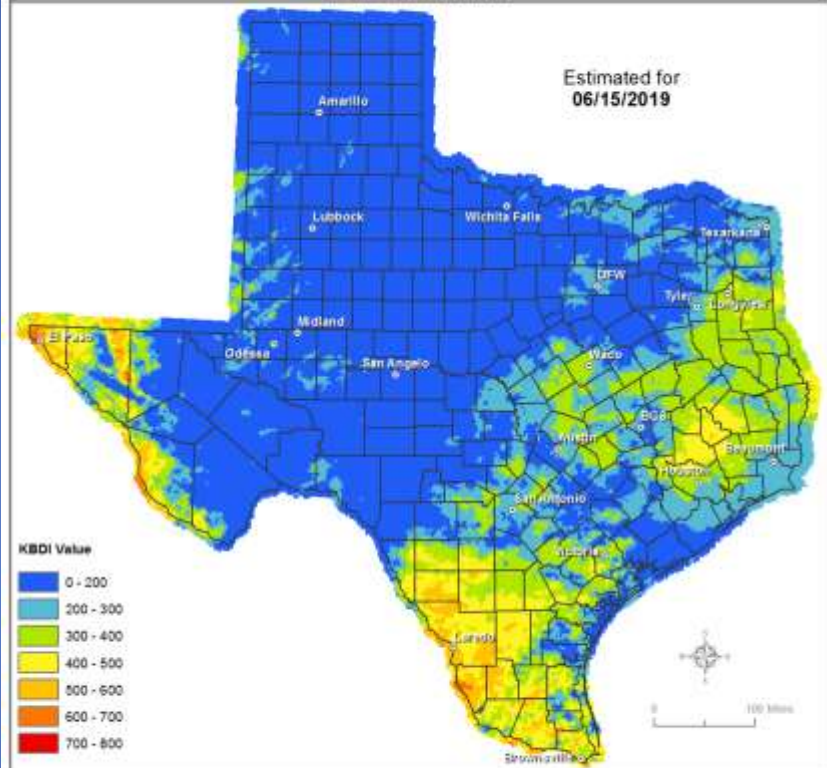 Estimated for
06/15/2019
Amarillo
Lubbock
Wichita Falls
Texarkana
DFW
Tyler
Longview
Midland
El Paso
Odessa
San Angelo
Waco
BCS
Austin
Beaumont
Houston
San Antonio
Victoria
Laredo
Brownsville
KBDI Value
0 - 200
200 - 300
300 - 400
400 - 500
500 - 600
600 - 700
700 - 800
0 100 Miles